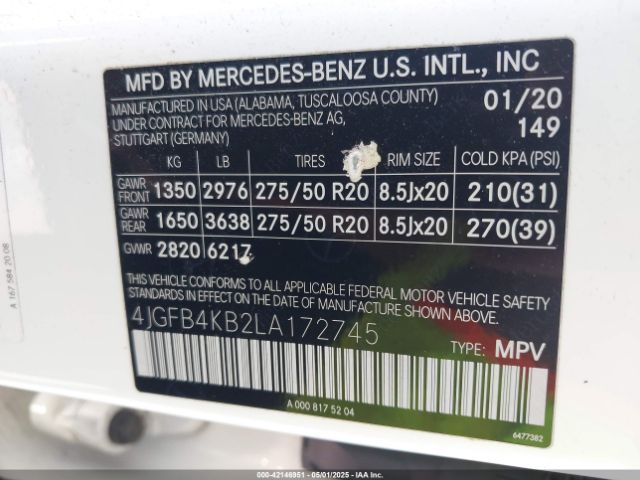 MFD BY MERCEDES-BENZ U.S. INTL., INC
MANUFACTURED IN USA (ALABAMA, TUSCALOOSA COUNTY) 01/20
UNDER CONTRACT FOR MERCEDES-BENZ AG, 149
STUTTGART (GERMANY)
KG LB TIRES RIM SIZE COLD KPA (PSI)
GAWR FRONT 1350 2976 275/50 R20 8.5Jx20 210(31)
GAWR REAR 1650 3638 275/50 R20 8.5Jx20 270(39)
GVWR 2820 6217
THIS VEHICLE CONFORMS TO ALL APPLICABLE FEDERAL MOTOR VEHICLE SAFETY
STANDARDS IN EFFECT ON THE DATE OF MANUFACTURE SHOWN ABOVE.
4JGFB4KB2LA172745
TYPE: MPV
A 000 817 52 04
6477382
A 167 584 20 08
000-42146951 - 05/01/2025 - IAA Inc.